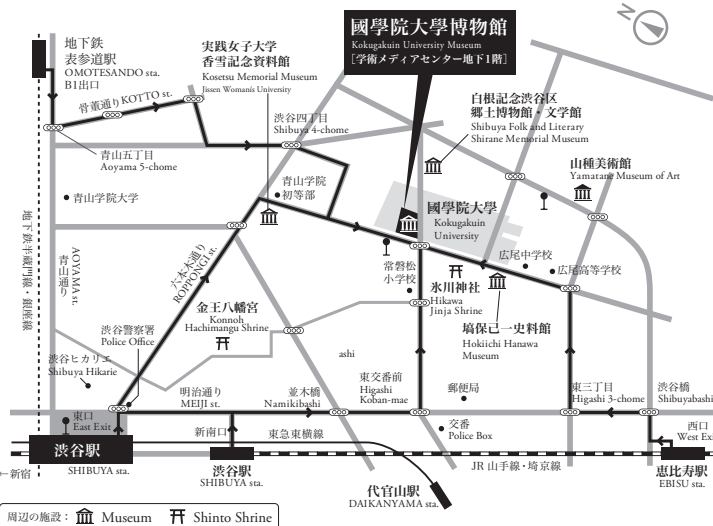 N
國學院大學博物館
Kokugakuin University Museum
［学術メディアセンター地下1階］
地下鉄
表参道駅
OMOTESANDO sta.
B1出口
骨董通り KOTTO st.
実践女子大学
香雪記念資料館
Kosetsu Memorial Museum
Jissen Women's University
渋谷四丁目
Shibuya 4-chome
白根記念渋谷区
郷土博物館・文学館
Shibuya Folk and Literary
Shirane Memorial Museum
山種美術館
Yamatane Museum of Art
青山五丁目
Aoyama 5-chome
青山学院
初等部
青山学院大学
國學院大學
Kokugakuin
University
地下鉄半蔵門線・銀座線
青山通り
AOYAMA st.
六本木通り
ROPPONGI st.
常磐松
小学校
広尾中学校
広尾高等学校
氷川神社
Hikawa
Jinja Shrine
金王八幡宮
Konnoh
Hachimangu Shrine
塙保己一史料館
Hokiichi Hanawa
Museum
渋谷警察署
Police Office
渋谷ヒカリエ
Shibuya Hikarie
ashi
明治通り
MEIJI st.
並木橋
Namikibashi
東交番前
Higashi
Koban-mae
郵便局
東三丁目
Higashi 3-chome
渋谷橋
Shibuyabashi
東口
East Exit
新南口
東急東横線
交番
Police Box
西口
West Exi
渋谷駅
SHIBUYA sta.
渋谷駅
SHIBUYA sta.
JR 山手線・埼京線
恵比寿駅
EBISU sta.
←新宿
代官山駅
DAIKANYAMA sta.
周辺の施設： Museum Shinto Shrine